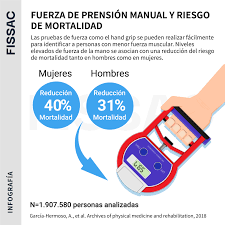 FISSAC
INFOGRAFÍA
FUERZA DE PRENSIÓN MANUAL Y RIESGO
DE MORTALIDAD
Las pruebas de fuerza como el hand grip se pueden realizar fácilmente
para identificar a personas con menor fuerza muscular. Niveles
elevados de fuerza de la mano se asocian con una reducción del riesgo
de mortalidad tanto en hombres como en mujeres.
Mujeres Hombres
Reducción Reducción
40% 31%
Mortalidad Mortalidad
N=1.907.580 personas analizadas
García-Hermoso, A., et al. Archives of physical medicine and rehabilitation, 2018